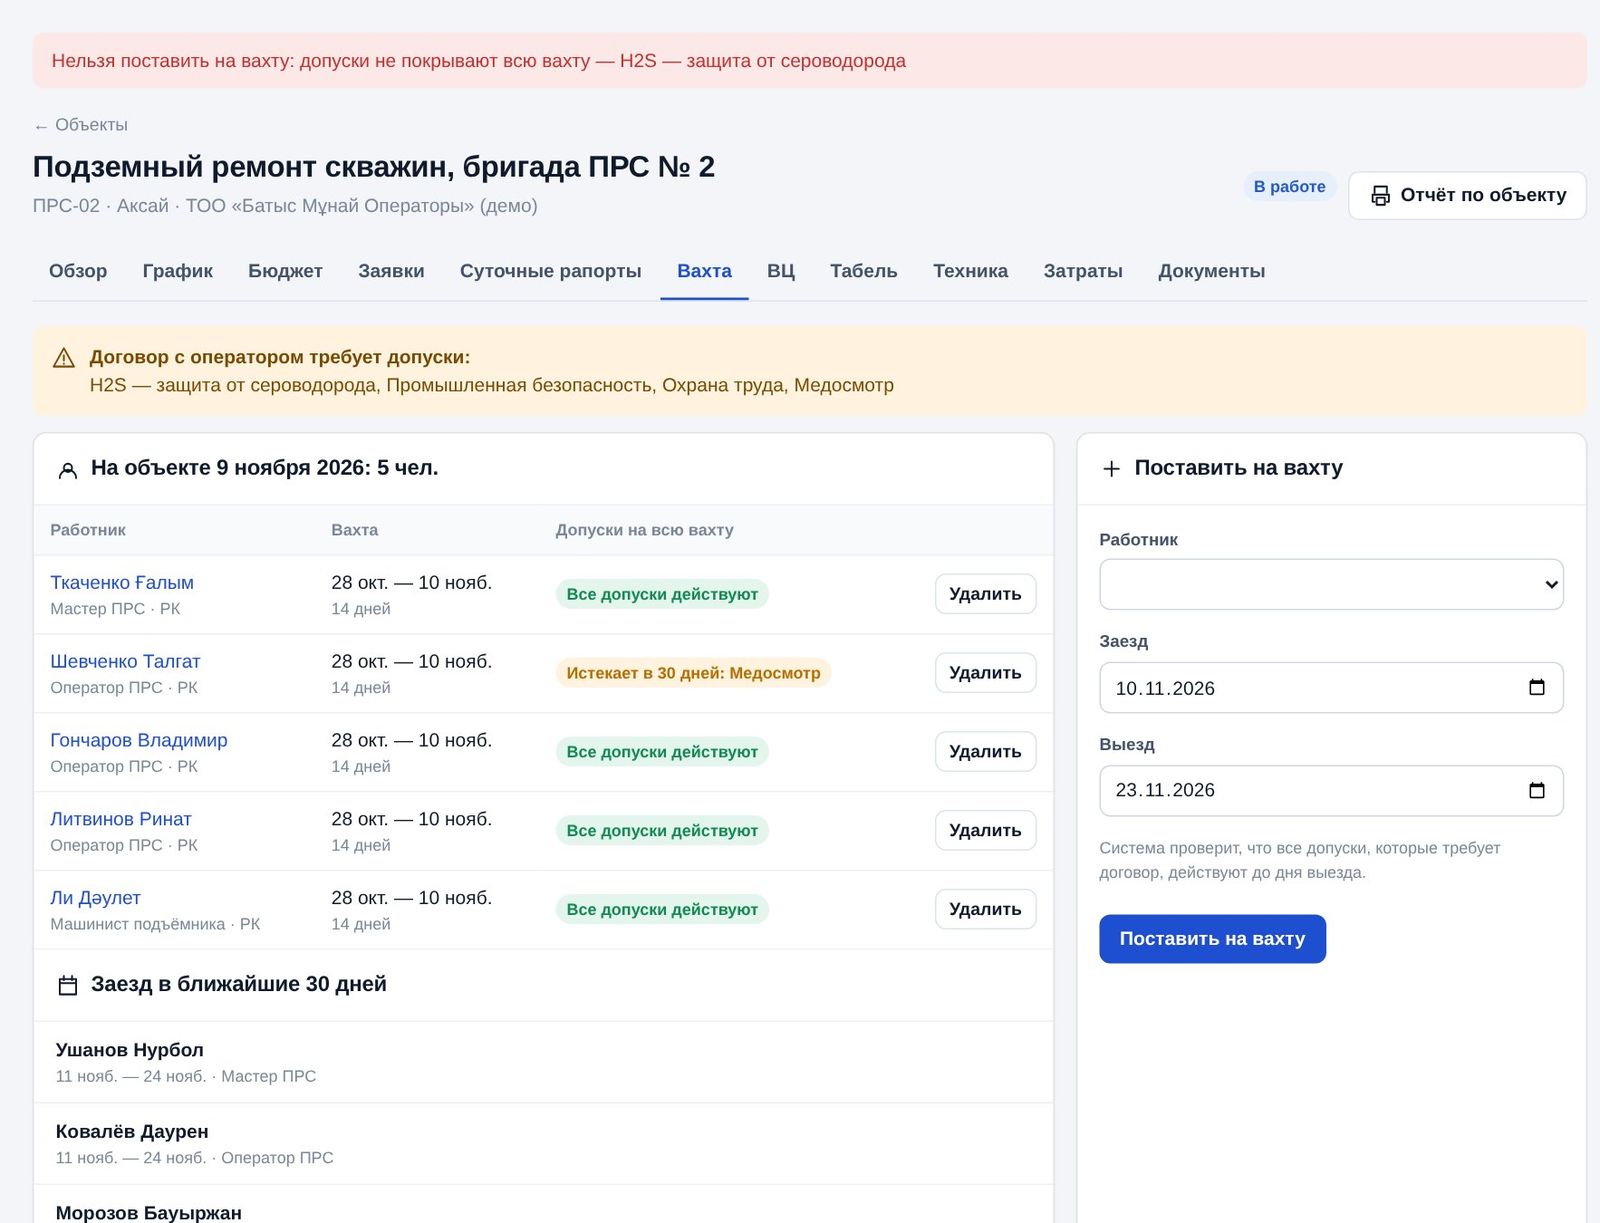 Нельзя поставить на вахту: допуски не покрывают всю вахту — H2S — защита от сероводорода
← Объекты
Подземный ремонт скважин, бригада ПРС № 2
ПРС-02 · Аксай · ТОО «Батыс Мұнай Операторы» (демо)
В работе
Отчёт по объекту
Обзор График Бюджет Заявки Суточные рапорты Вахта ВЦ Табель Техника Затраты Документы
Договор с оператором требует допуски:
H2S — защита от сероводорода, Промышленная безопасность, Охрана труда, Медосмотр
На объекте 9 ноября 2026: 5 чел.
Работник Вахта Допуски на всю вахту
Ткаченко Ғалым 28 окт. — 10 нояб. Все допуски действуют Удалить
Мастер ПРС · РК 14 дней
Шевченко Талгат 28 окт. — 10 нояб. Истекает в 30 дней: Медосмотр Удалить
Оператор ПРС · РК 14 дней
Гончаров Владимир 28 окт. — 10 нояб. Все допуски действуют Удалить
Оператор ПРС · РК 14 дней
Литвинов Ринат 28 окт. — 10 нояб. Все допуски действуют Удалить
Оператор ПРС · РК 14 дней
Ли Дәулет 28 окт. — 10 нояб. Все допуски действуют Удалить
Машинист подъёмника · РК 14 дней
Заезд в ближайшие 30 дней
Ушанов Нурбол
11 нояб. — 24 нояб. · Мастер ПРС
Ковалёв Даурен
11 нояб. — 24 нояб. · Оператор ПРС
Морозов Бауыржан
Поставить на вахту
Работник
Заезд
10.11.2026
Выезд
23.11.2026
Система проверит, что все допуски, которые требует
договор, действуют до дня выезда.
Поставить на вахту